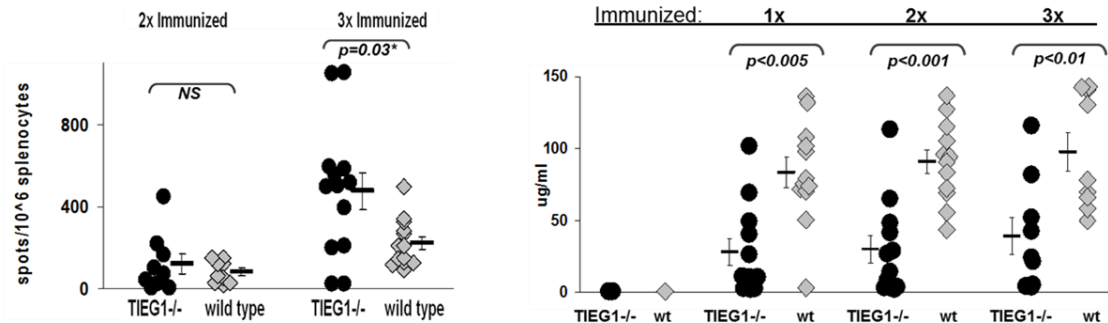 2x Immunized 3x Immunized
p=0.03*
NS
800
400
0
spots/10^6 splenocytes
TIEG1-/- wild type TIEG1-/- wild type
Immunized: 1x 2x 3x
p<0.005 p<0.001 p<0.01
150
100
50
0
ug/ml
TIEG1-/- wt TIEG1-/- wt TIEG1-/- wt TIEG1-/- wt